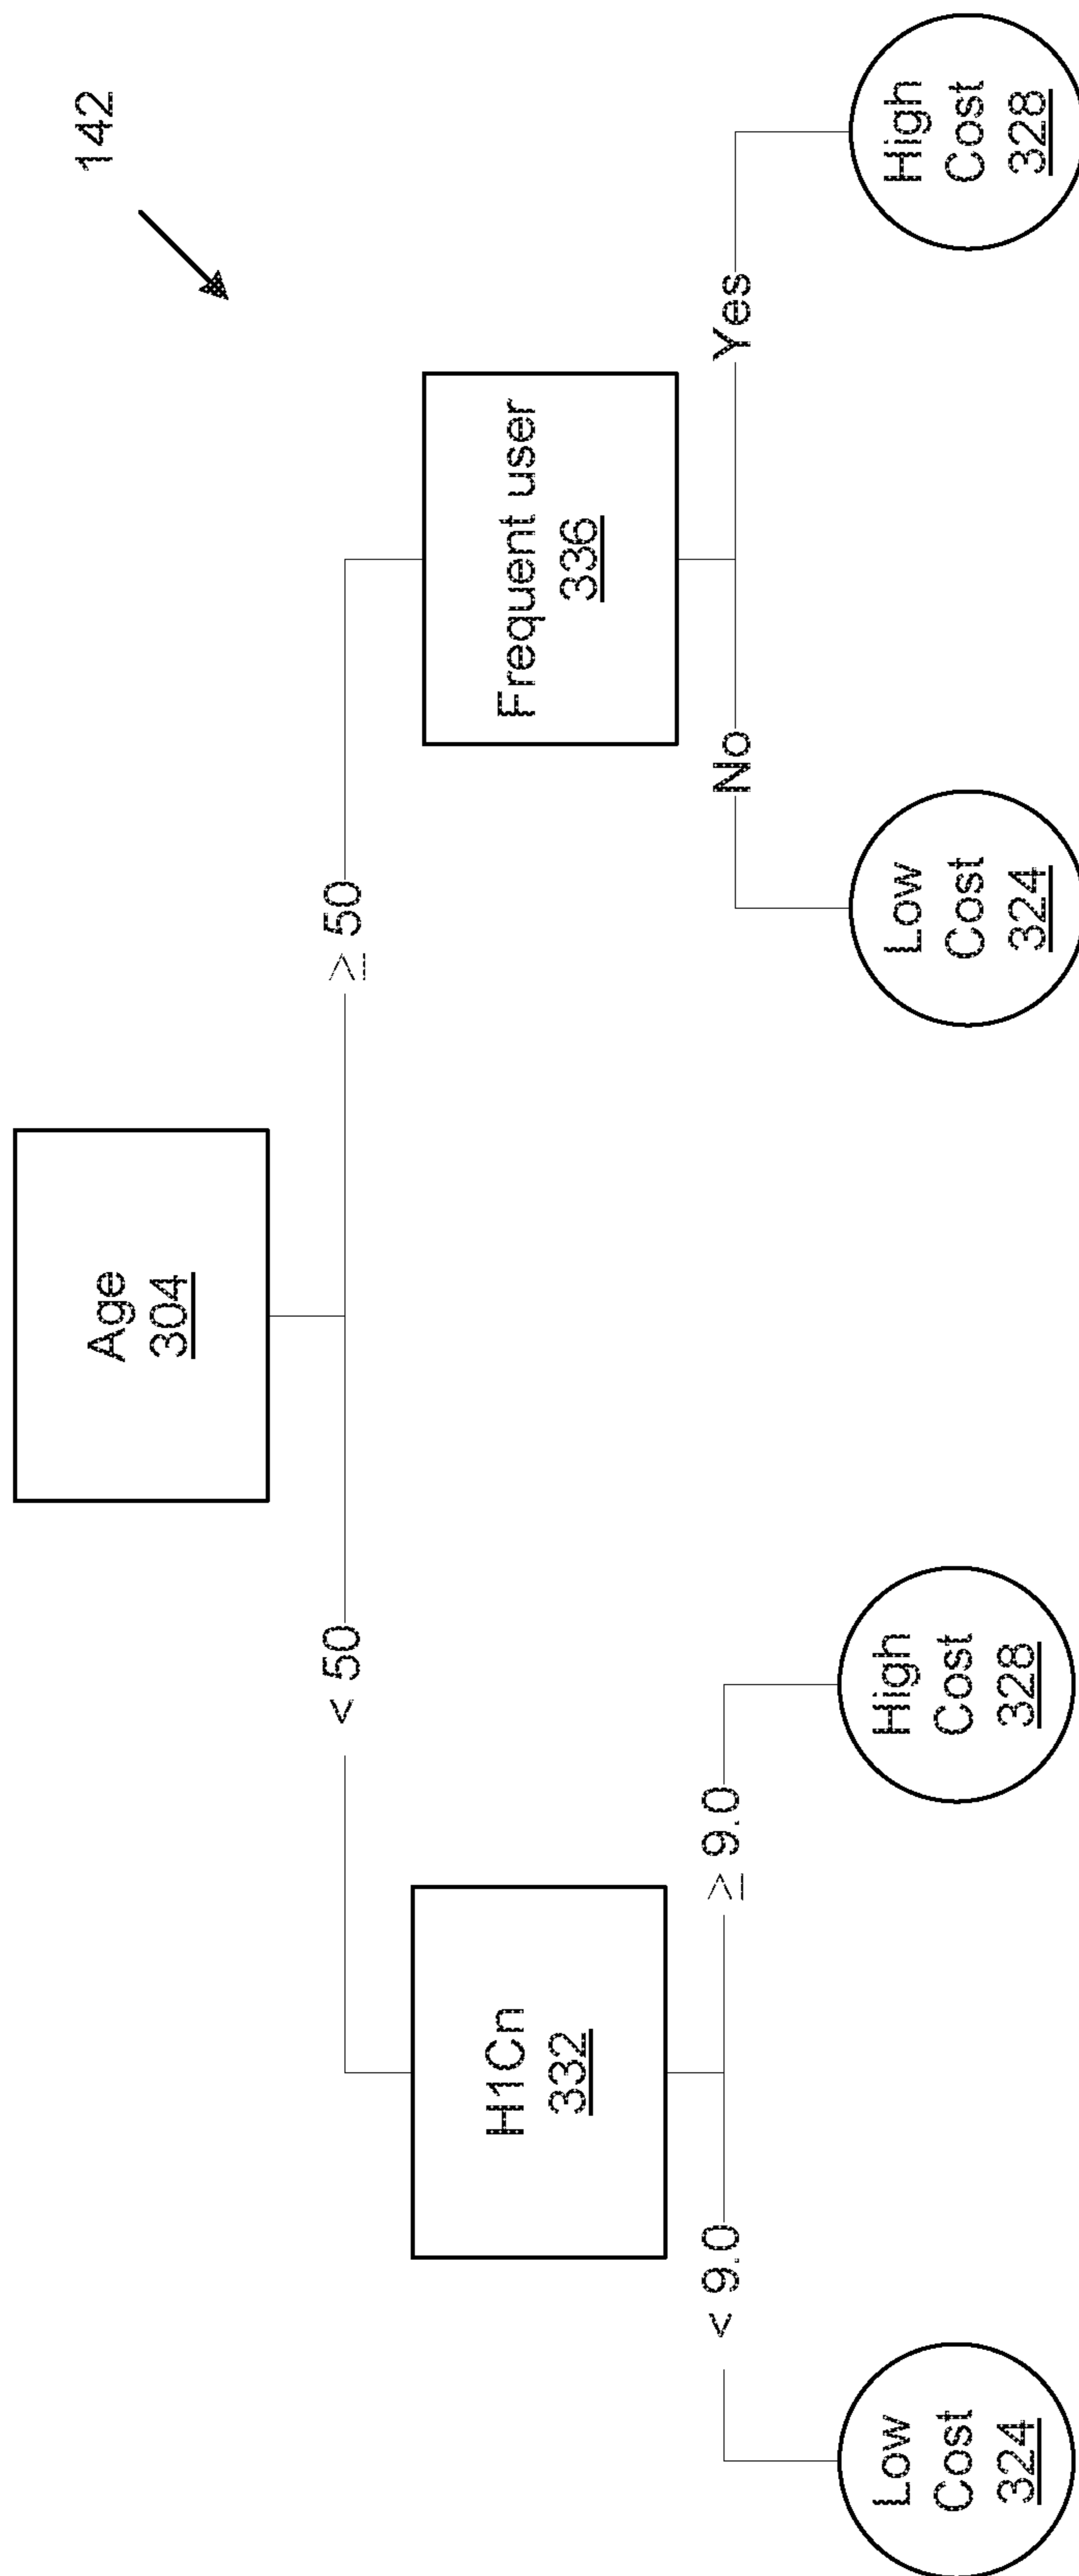 142
Age
304
< 50
≥ 50
H1Cn
332
Frequent user
336
< 9.0
≥ 9.0
No
Yes
Low
Cost
324
High
Cost
328
Low
Cost
324
High
Cost
328